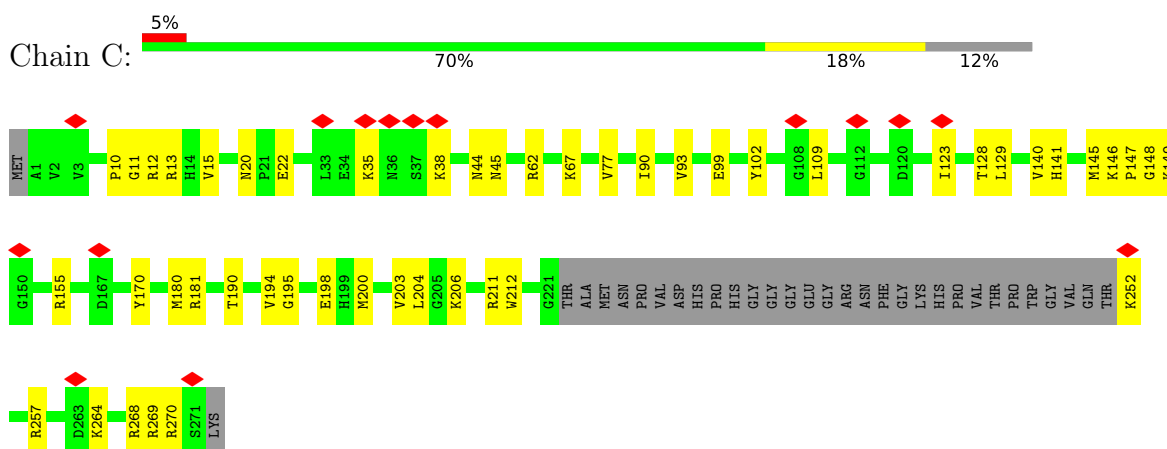 5%
Chain C:
70% 18% 12%
MET A1 V2 V3 P10 G11 R12 R13 H14 V15 N20 P21 E22 L33 E34 K35 N36 S37 K38 N44 N45 R62 K67 V77 I90 V93 E99 Y102 G108 L109 G112 D120 I123 T128 L129 V140 H141 M145 K146 P147 G148 K149
G150 R155 D167 Y170 M180 R181 T190 V194 G195 E198 H199 M200 V203 L204 G205 K206 R211 W212 G221 THR ALA MET ASN PRO VAL ASP HIS PRO HIS GLY GLY GLY GLU GLY ARG ASN PHE GLY LYS HIS PRO VAL THR PRO TRP GLY VAL GLN THR K252
R257 D263 K264 R268 R269 R270 S271 LYS